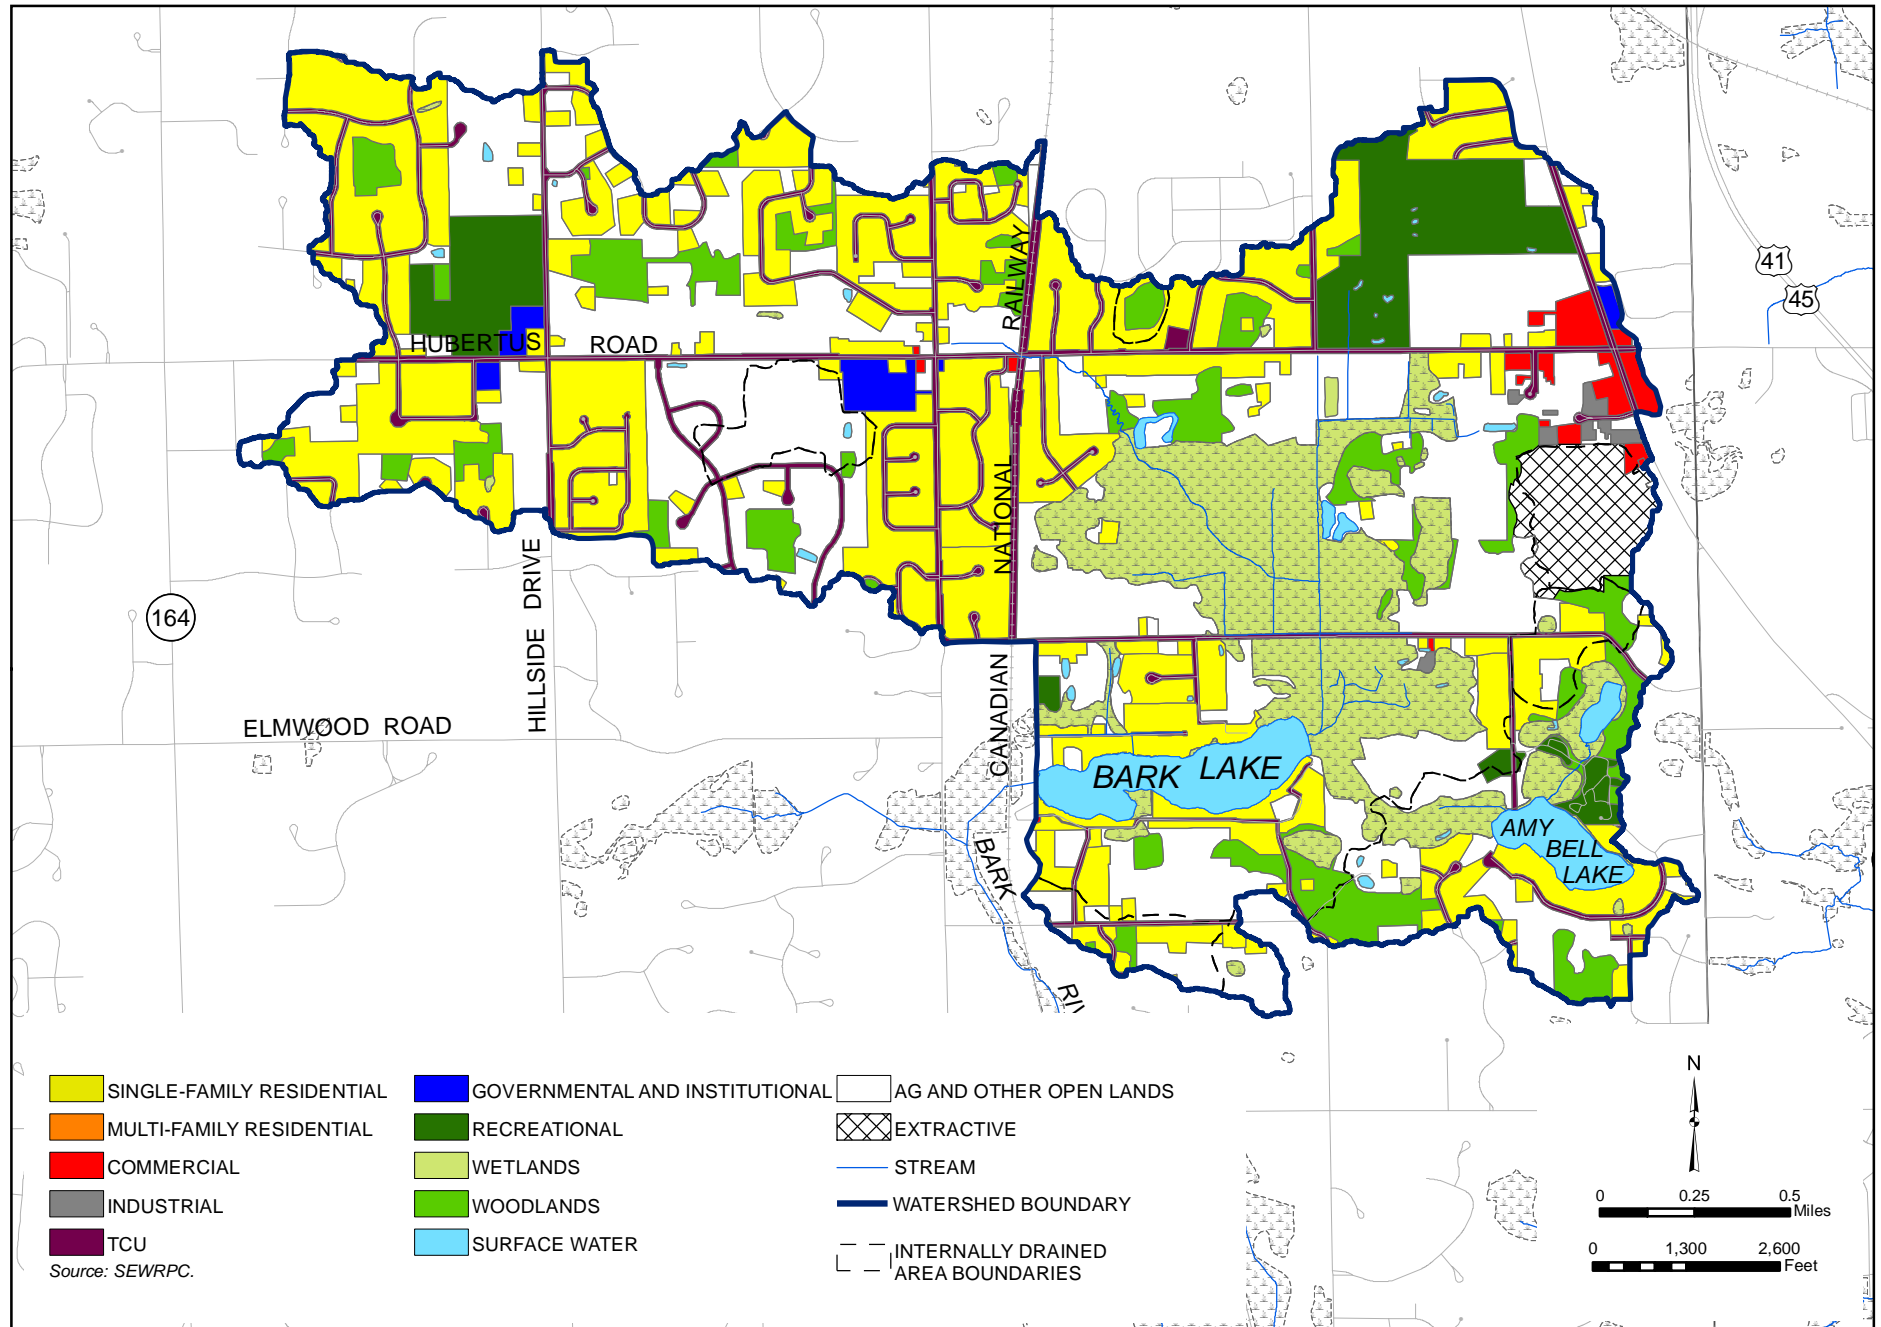 41
45
RAILWAY
HUBERTUS ROAD
NATIONAL
HILLSIDE DRIVE
164
CANADIAN
ELMWOOD ROAD
BARK LAKE
AMY
BELL
LAKE
BARK
RIV
SINGLE-FAMILY RESIDENTIAL
MULTI-FAMILY RESIDENTIAL
COMMERCIAL
INDUSTRIAL
TCU
Source: SEWRPC.
GOVERNMENTAL AND INSTITUTIONAL
RECREATIONAL
WETLANDS
WOODLANDS
SURFACE WATER
AG AND OTHER OPEN LANDS
EXTRACTIVE
STREAM
WATERSHED BOUNDARY
INTERNALLY DRAINED
AREA BOUNDARIES
N
0 0.25 0.5
Miles
0 1,300 2,600
Feet